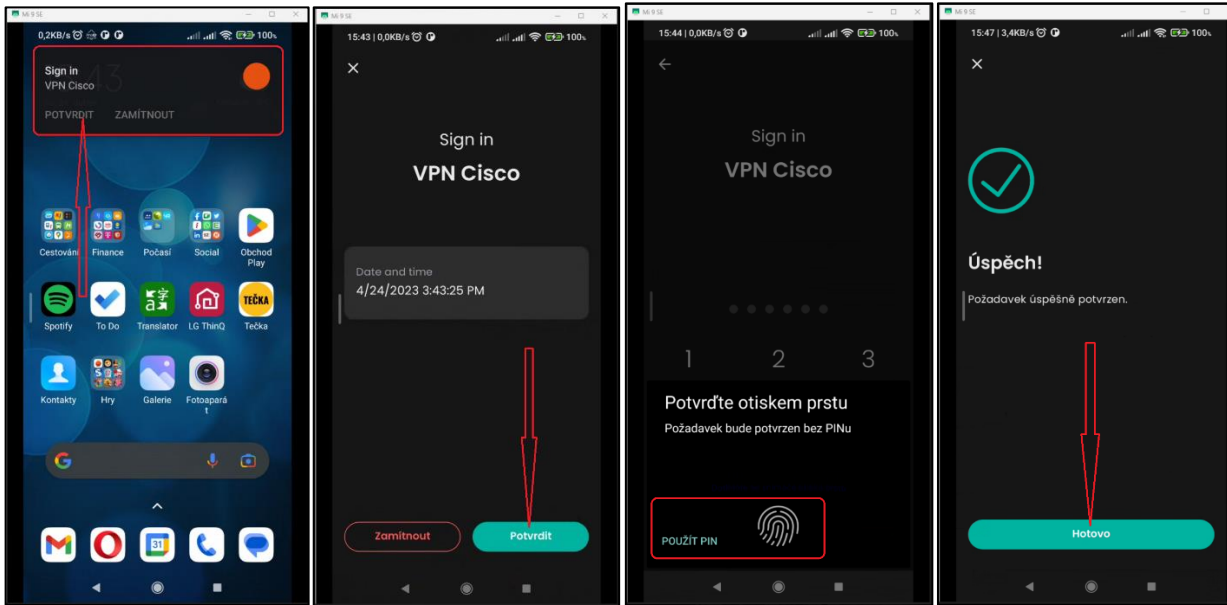 Mi 9 SE
0,2KB/s 100%
Sign in
VPN Cisco
POTVRDIT ZAMÍTNOUT
Cestování Finance Počasí Social Obchod Play
Spotify To Do Translator LG ThinQ Tečka
TEČKA
Kontakty Hry Galerie Fotoaparát
31
Mi 9 SE
15:43 | 0,0KB/s 100%
Sign in
VPN Cisco
Date and time
4/24/2023 3:43:25 PM
Zamítnout Potvrdit
Mi 9 SE
15:44 | 0,0KB/s 100%
Sign in
VPN Cisco
1 2 3
Potvrďte otiskem prstu
Požadavek bude potvrzen bez PINu
POUŽÍT PIN
Mi 9 SE
15:47 | 3,4KB/s 100%
Úspěch!
Požadavek úspěšně potvrzen.
Hotovo